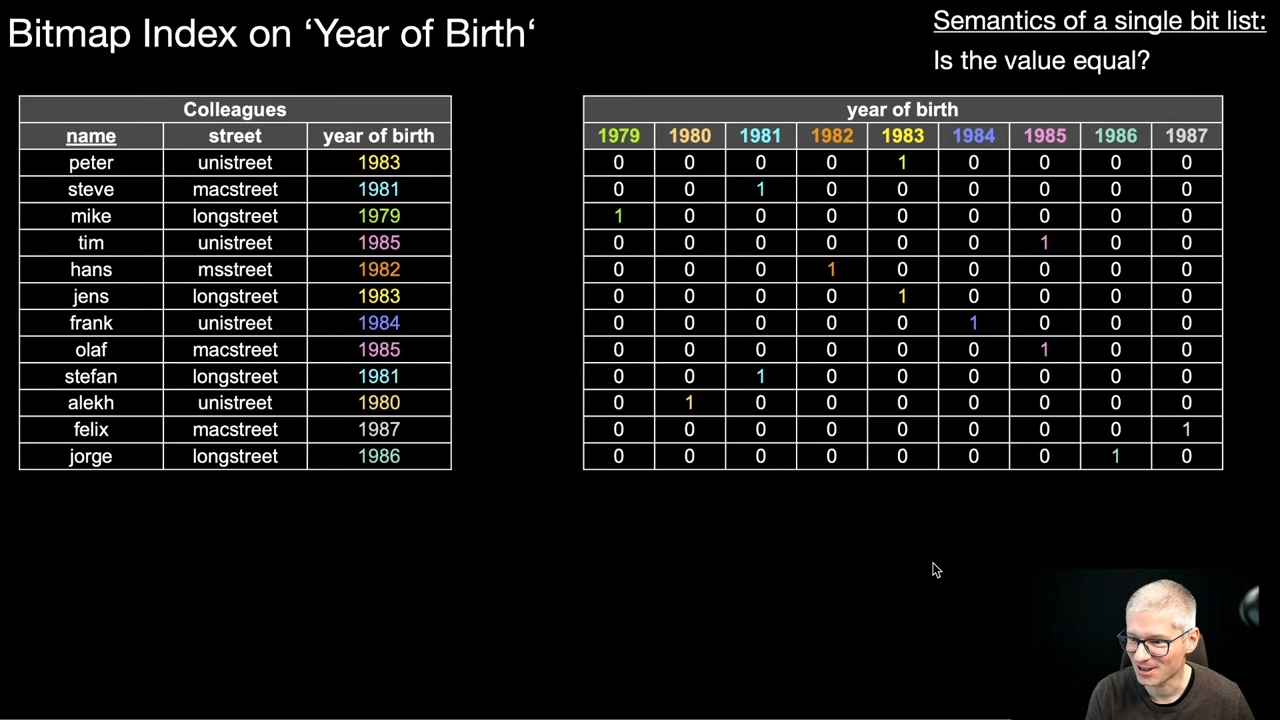 Bitmap Index on ‘Year of Birth‘
Semantics of a single bit list:
Is the value equal?
Colleagues
name street year of birth
peter unistreet 1983
steve macstreet 1981
mike longstreet 1979
tim unistreet 1985
hans msstreet 1982
jens longstreet 1983
frank unistreet 1984
olaf macstreet 1985
stefan longstreet 1981
alekh unistreet 1980
felix macstreet 1987
jorge longstreet 1986
year of birth
1979 1980 1981 1982 1983 1984 1985 1986 1987
0 0 0 0 1 0 0 0 0
0 0 1 0 0 0 0 0 0
1 0 0 0 0 0 0 0 0
0 0 0 0 0 0 1 0 0
0 0 0 1 0 0 0 0 0
0 0 0 0 1 0 0 0 0
0 0 0 0 0 1 0 0 0
0 0 0 0 0 0 1 0 0
0 0 1 0 0 0 0 0 0
0 1 0 0 0 0 0 0 0
0 0 0 0 0 0 0 0 1
0 0 0 0 0 0 0 1 0